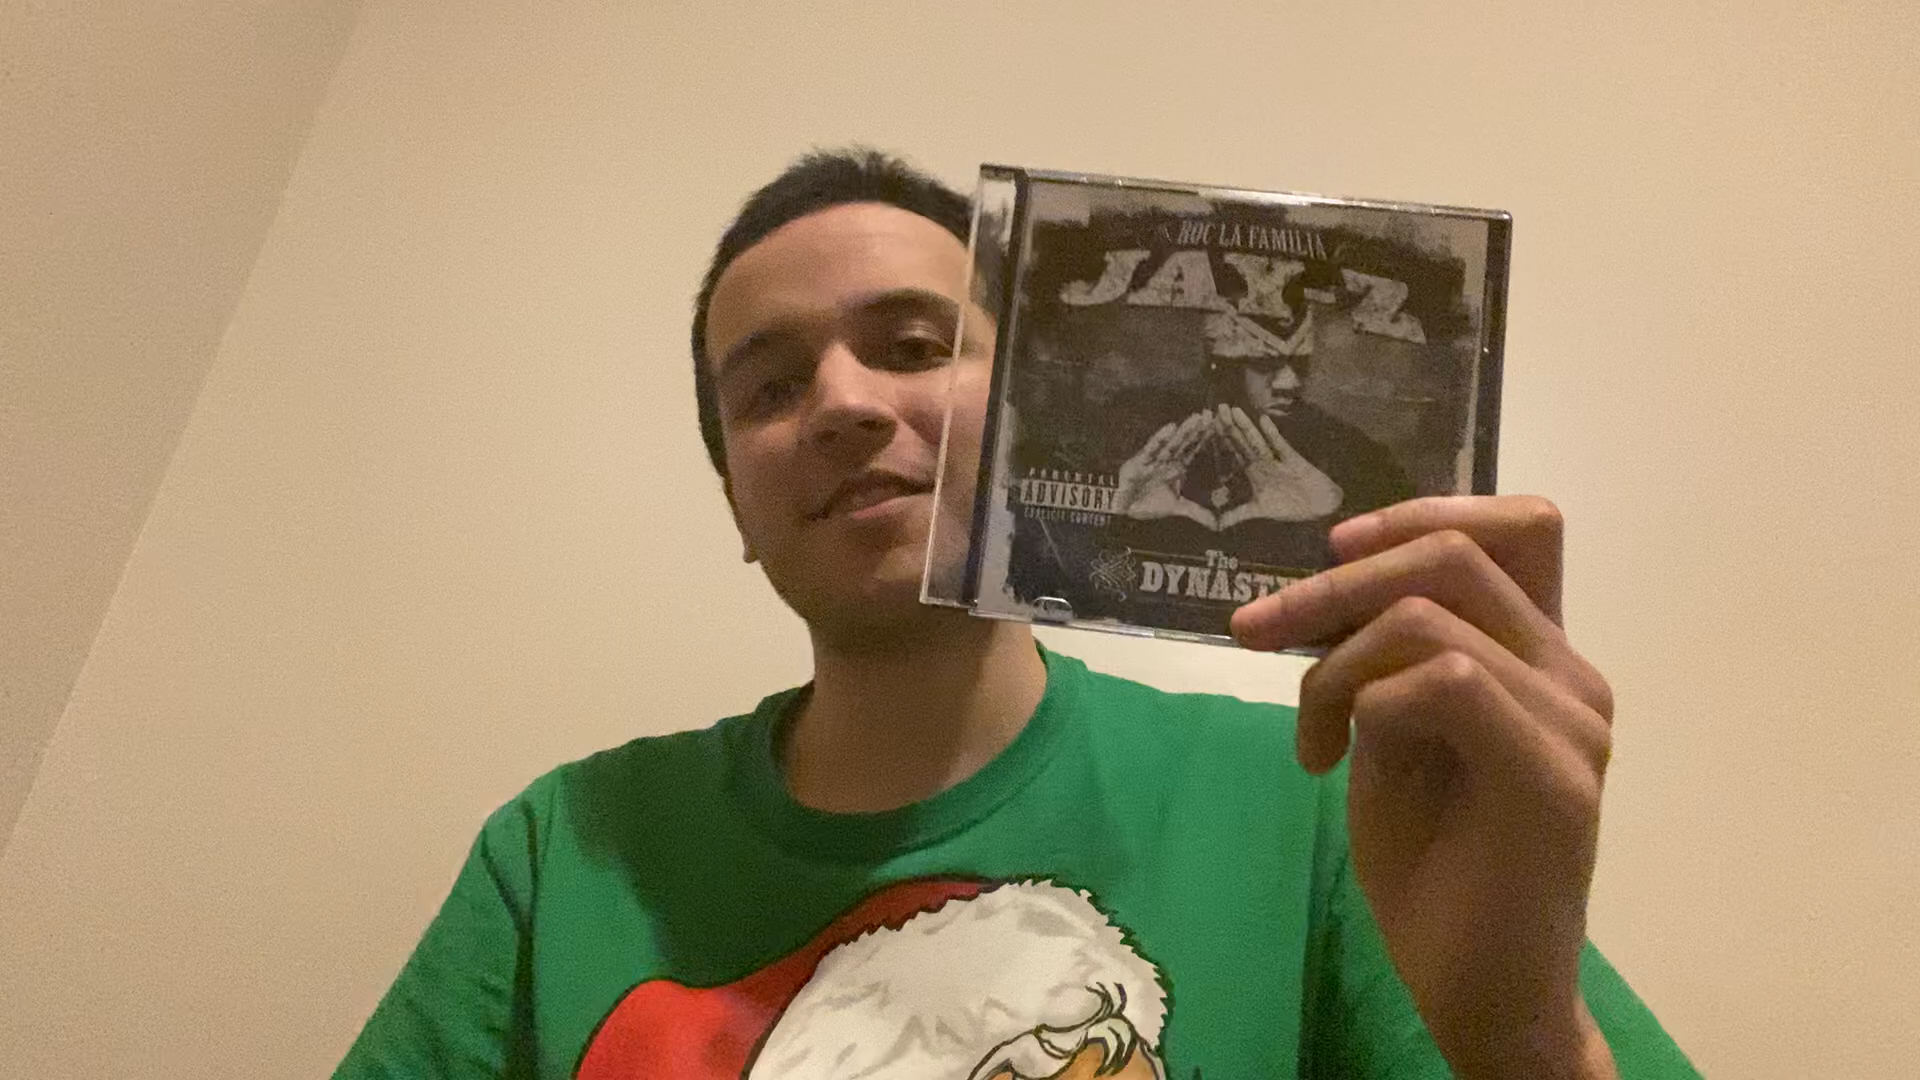 ROC LA FAMILIA
JAY-Z
PARENTAL
ADVISORY
EXPLICIT CONTENT
The
DYNASTY